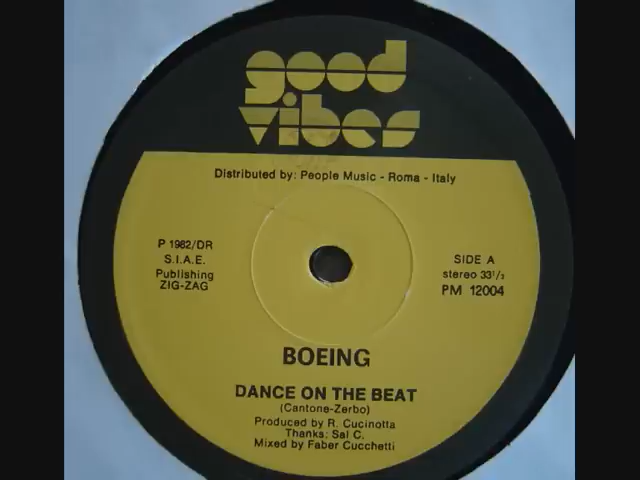 good
vibes
Distributed by: People Music - Roma - Italy
P 1982/DR
S.I.A.E.
Publishing
ZIG-ZAG
SIDE A
stereo 33¹/₃
PM 12004
BOEING
DANCE ON THE BEAT
(Cantone-Zerbo)
Produced by R. Cucinotta
Thanks: Sal C.
Mixed by Faber Cucchetti